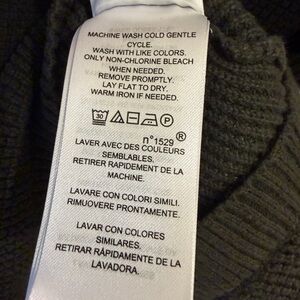 MACHINE WASH COLD GENTLE
CYCLE.
WASH WITH LIKE COLORS.
ONLY NON-CHLORINE BLEACH
WHEN NEEDED.
REMOVE PROMPTLY.
LAY FLAT TO DRY.
WARM IRON IF NEEDED.
30 P
n°1529 ®
LAVER AVEC DES COULEURS
SEMBLABLES.
RETIRER RAPIDEMENT DE LA
MACHINE.
LAVARE CON COLORI SIMILI.
RIMUOVERE PRONTAMENTE.
LAVAR CON COLORES
SIMILARES.
RETIRAR RÁPIDAMENTE DE LA
LAVADORA.